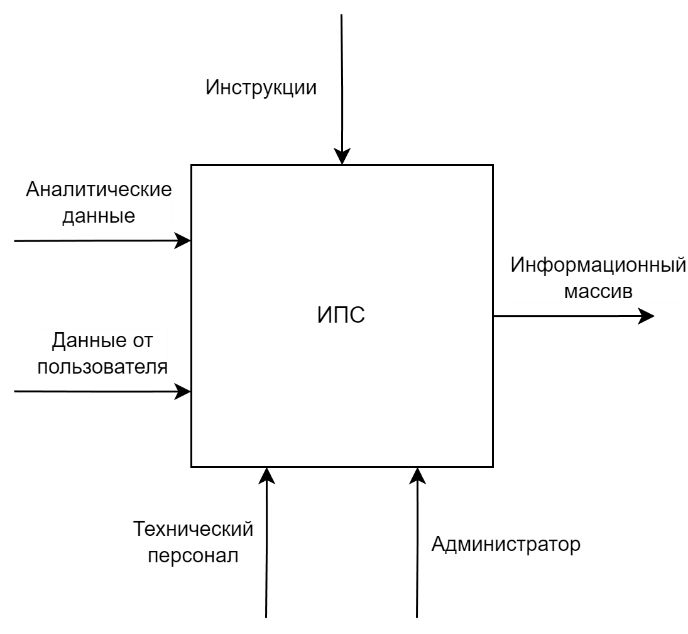 Инструкции
Аналитические
данные
Информационный
массив
ИПС
Данные от
пользователя
Технический
персонал
Администратор